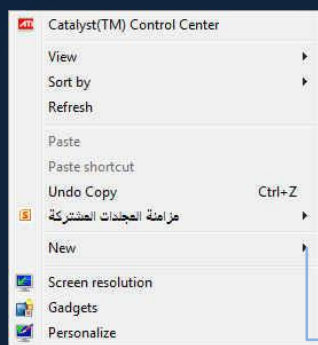 Catalyst(TM) Control Center
View
Sort by
Refresh
Paste
Paste shortcut
Undo Copy Ctrl+Z
مزامنة المجلدات المشتركة
New
Screen resolution
Gadgets
Personalize